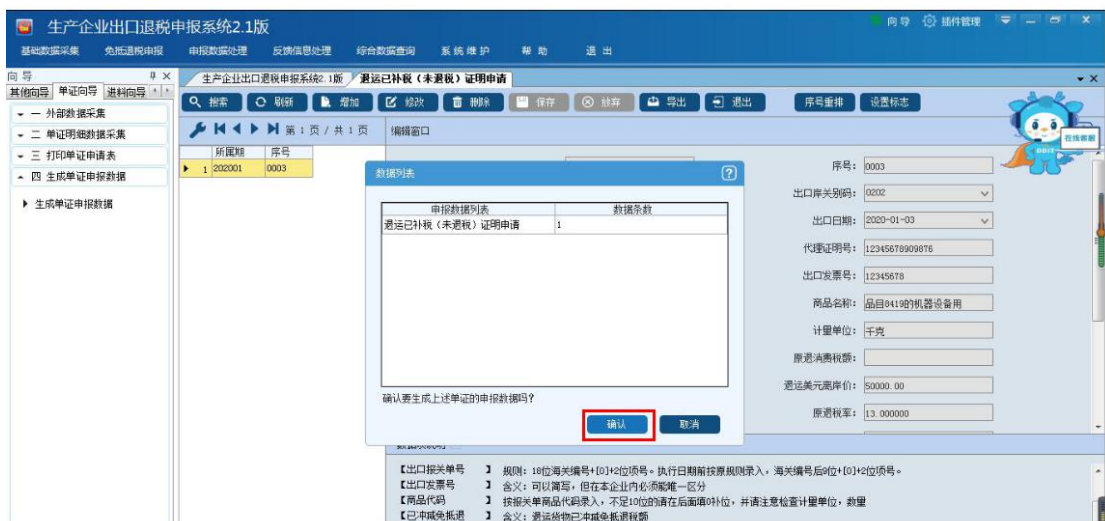 生产企业出口退税申报系统2.1版
向导 插件管理
基础数据采集 免抵退税申报 申报数据处理 反馈信息处理 综合数据查询 系统维护 帮助 退出
向导
生产企业出口退税申报系统2.1版 退运已补税（未退税）证明申请
其他向导 单证向导 进料向导
搜索 刷新 增加 修改 删除 保存 放弃 导出 退出 序号重排 设置标志
一 外部数据采集
二 单证明细数据采集
三 打印单证申请表
四 生成单证申报数据
生成单证申报数据
第 1 页 / 共 1 页
编辑窗口
在线客服
所属期 序号
1 202001 0003
序号: 0003
出口岸关别码: 0202
出口日期: 2020-01-03
代理证明号: 12345678909876
出口发票号: 12345678
商品名称: 品目8419的机器设备用
计量单位: 千克
原退消费税额:
退运美元离岸价: 50000.00
原退税率: 13.000000
数据列表
申报数据列表 数据条数
退运已补税（未退税）证明申请 1
确认要生成上述单证的申报数据吗?
确认 取消
【出口报关单号 】 规则: 18位海关编号+[0]+2位项号。执行日期前按原规则录入，海关编号后9位+[0]+2位项号。
【出口发票号 】 含义: 可以简写，但在本企业内必须能唯一区分
【商品代码 】 按报关单商品代码录入，不足10位的请在后面填0补位，并请注意检查计量单位，数量
【已冲减免抵退 】 含义: 退运货物已冲减免抵退税额